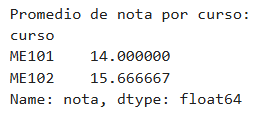 Promedio de nota por curso:
curso
ME101    14.000000
ME102    15.666667
Name: nota, dtype: float64